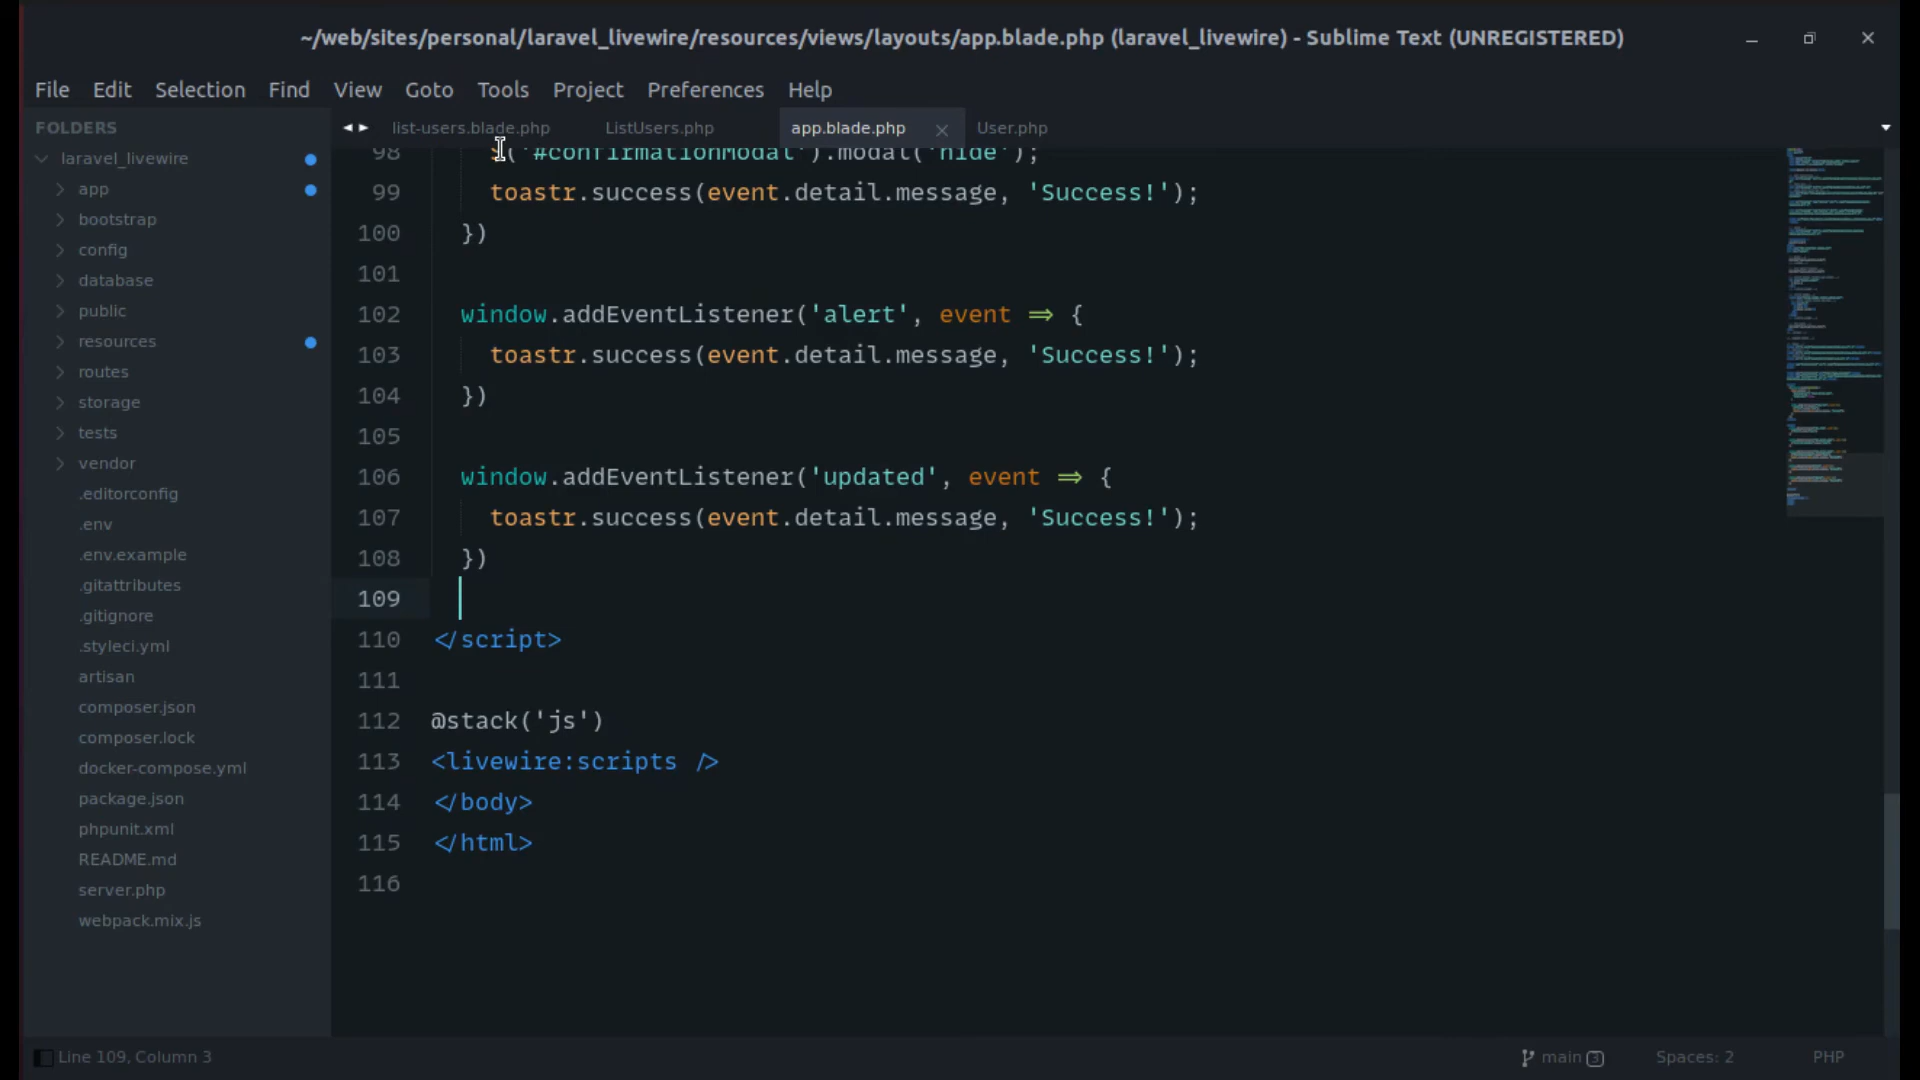 ~/web/sites/personal/laravel_livewire/resources/views/layouts/app.blade.php (laravel_livewire) - Sublime Text (UNREGISTERED)
File Edit Selection Find View Goto Tools Project Preferences Help
FOLDERS
laravel_livewire
app
bootstrap
config
database
public
resources
routes
storage
tests
vendor
.editorconfig
.env
.env.example
.gitattributes
.gitignore
.styleci.yml
artisan
composer.json
composer.lock
docker-compose.yml
package.json
phpunit.xml
README.md
server.php
webpack.mix.js
list-users.blade.php ListUsers.php app.blade.php User.php
98 $('#confirmationModal').modal('hide');
99 toastr.success(event.detail.message, 'Success!');
100 })
101
102 window.addEventListener('alert', event => {
103 toastr.success(event.detail.message, 'Success!');
104 })
105
106 window.addEventListener('updated', event => {
107 toastr.success(event.detail.message, 'Success!');
108 })
109
110 </script>
111
112 @stack('js')
113 <livewire:scripts />
114 </body>
115 </html>
116
Line 109, Column 3 main 3 Spaces: 2 PHP